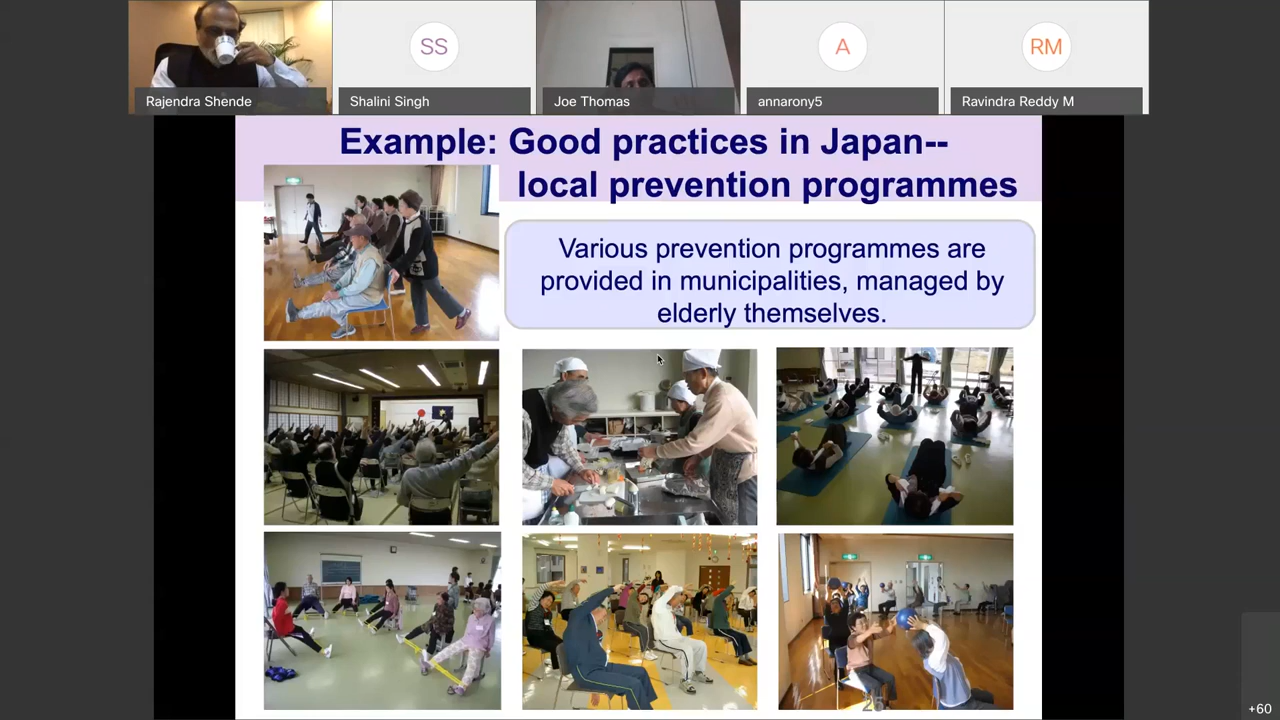 Rajendra Shende
SS
Shalini Singh
Joe Thomas
A
annarony5
RM
Ravindra Reddy M
Example: Good practices in Japan--
local prevention programmes
Various prevention programmes are
provided in municipalities, managed by
elderly themselves.
+60